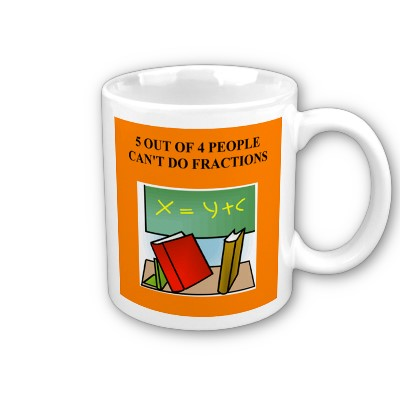 5 OUT OF 4 PEOPLE
CAN'T DO FRACTIONS
x = y+c